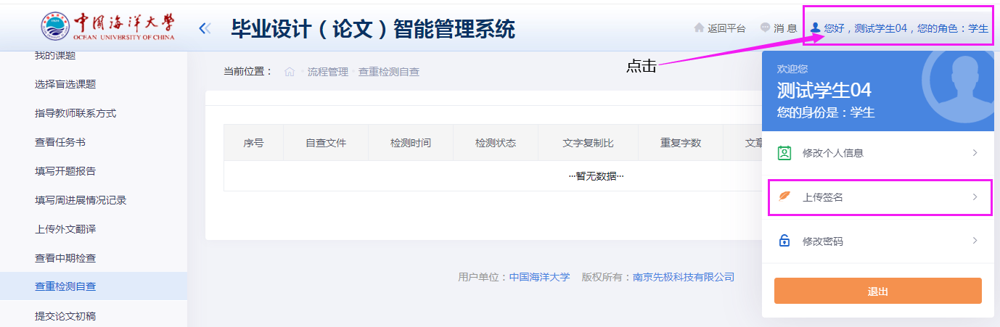 中国海洋大学
OCEAN UNIVERSITY OF CHINA
毕业设计（论文）智能管理系统
返回平台
消 息
您好，测试学生04，您的角色：学生
点击
我的课题
选择盲选课题
指导教师联系方式
查看任务书
填写开题报告
填写周进展情况记录
上传外文翻译
查看中期检查
查重检测自查
提交论文初稿
当前位置：
流程管理
查重检测自查
序号 自查文件 检测时间 检测状态 文字复制比 重复字数 文章
···暂无数据···
用户单位：中国海洋大学 版权所有：南京先极科技有限公司
欢迎您
测试学生04
您的身份是：学生
修改个人信息
上传签名
修改密码
退出